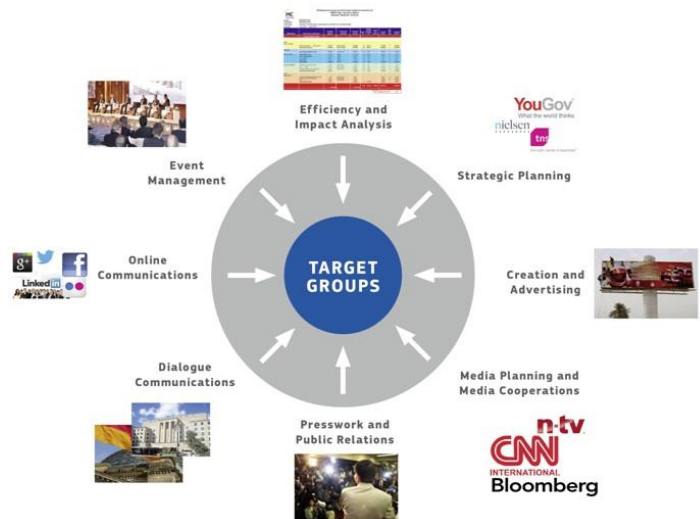 Efficiency and
Impact Analysis
YouGov
What the world thinks
nielsen
tns
Strategic Planning
Event
Management
TARGET
GROUPS
g+
f
Online
Communications
Linked in
Creation and
Advertising
Dialogue
Communications
Media Planning and
Media Cooperations
Presswork and
Public Relations
n-tv
CNN
INTERNATIONAL
Bloomberg